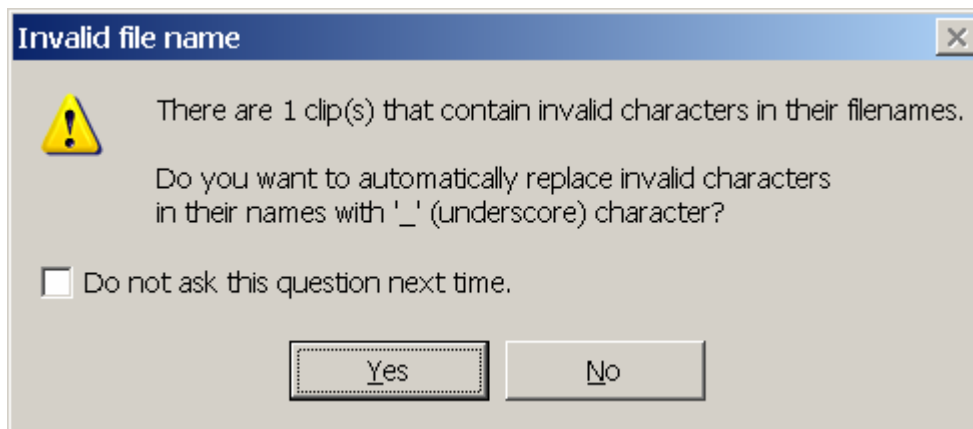 Invalid file name
There are 1 clip(s) that contain invalid characters in their filenames.
Do you want to automatically replace invalid characters
in their names with '_' (underscore) character?
Do not ask this question next time.
Yes
No